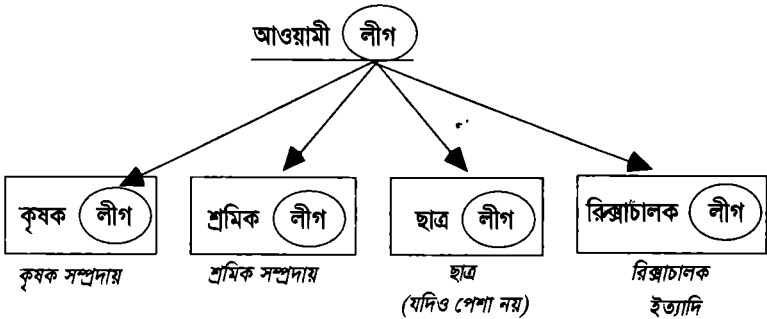 আওয়ামী লীগ
কৃষক লীগ শ্রমিক লীগ ছাত্র লীগ রিক্সাচালক লীগ
কৃষক সম্প্রদায় শ্রমিক সম্প্রদায় ছাত্র রিক্সাচালক
(যদিও পেশা নয়) ইত্যাদি